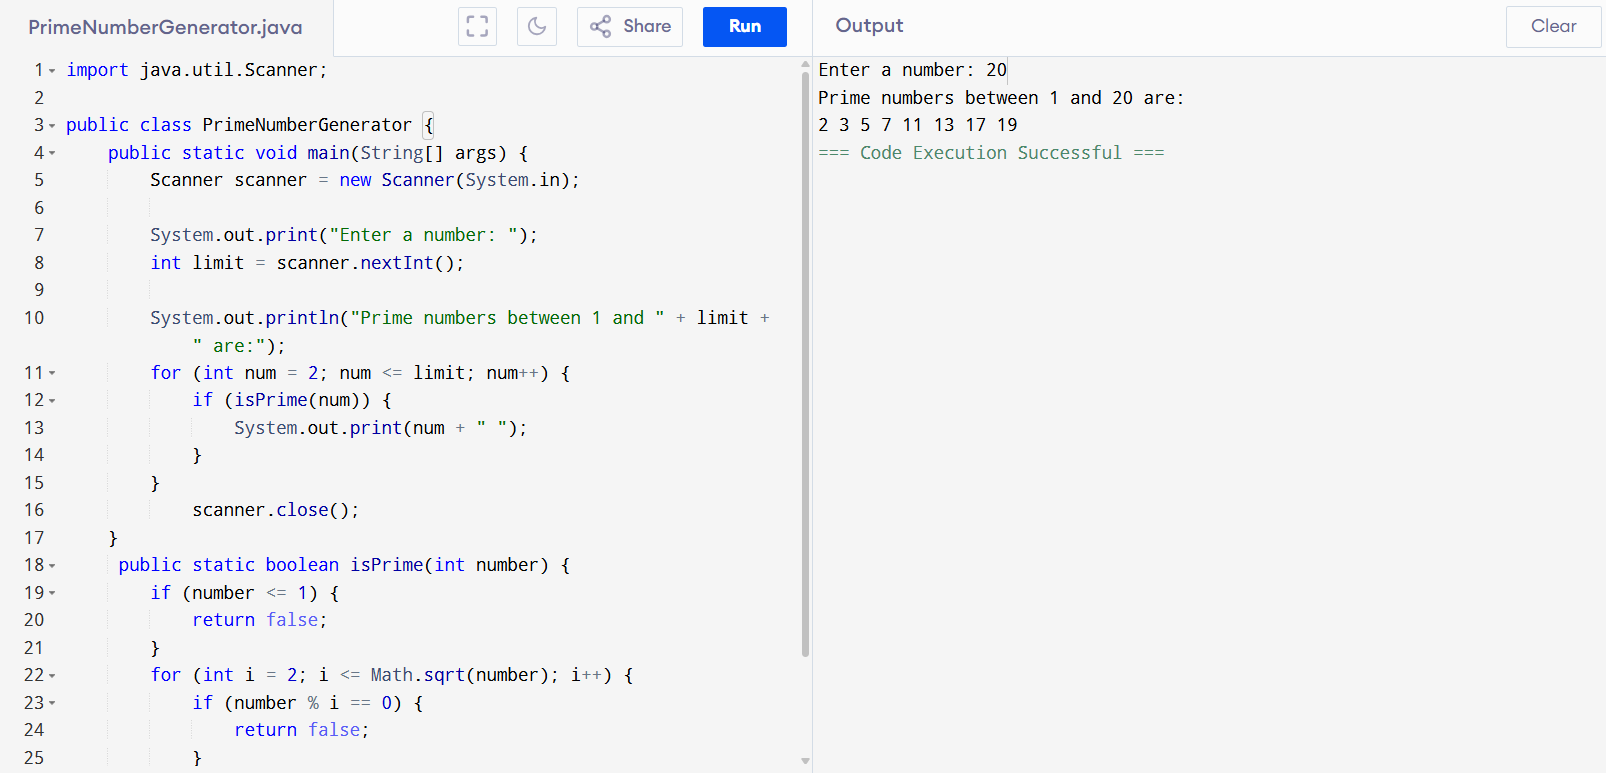 PrimeNumberGenerator.java
Share
Run
Output
Clear
1 import java.util.Scanner;
2
3 public class PrimeNumberGenerator {
4     public static void main(String[] args) {
5         Scanner scanner = new Scanner(System.in);
6
7         System.out.print("Enter a number: ");
8         int limit = scanner.nextInt();
9
10         System.out.println("Prime numbers between 1 and " + limit +
            " are:");
11         for (int num = 2; num <= limit; num++) {
12             if (isPrime(num)) {
13                 System.out.print(num + " ");
14             }
15         }
16             scanner.close();
17     }
18      public static boolean isPrime(int number) {
19         if (number <= 1) {
20             return false;
21         }
22         for (int i = 2; i <= Math.sqrt(number); i++) {
23             if (number % i == 0) {
24                 return false;
25             }
Enter a number: 20
Prime numbers between 1 and 20 are:
2 3 5 7 11 13 17 19
=== Code Execution Successful ===